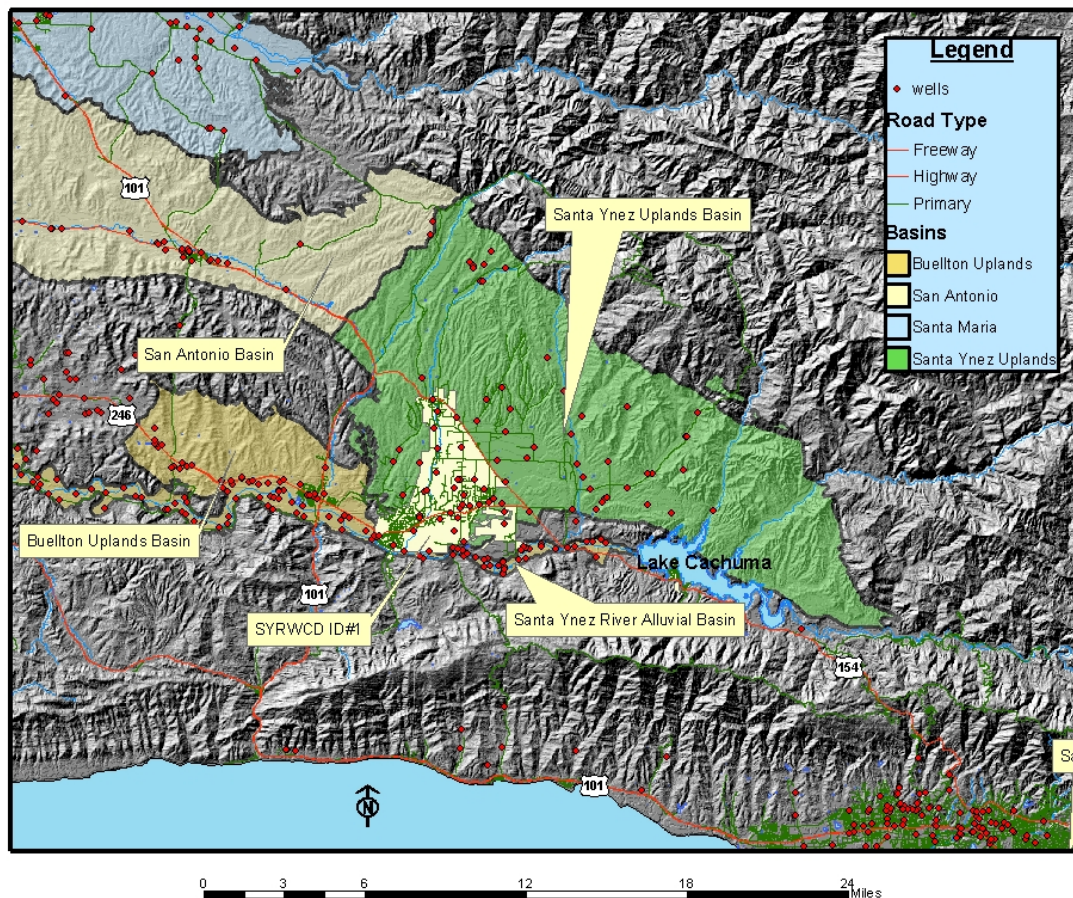 Legend
wells
Road Type
Freeway
Highway
Primary
Basins
Buellton Uplands
San Antonio
Santa Maria
Santa Ynez Uplands
101
Santa Ynez Uplands Basin
San Antonio Basin
246
Buellton Uplands Basin
Lake Cachuma
101
SYRWCD ID#1
Santa Ynez River Alluvial Basin
154
Sa
101
N
0 3 6 12 18 24
Miles